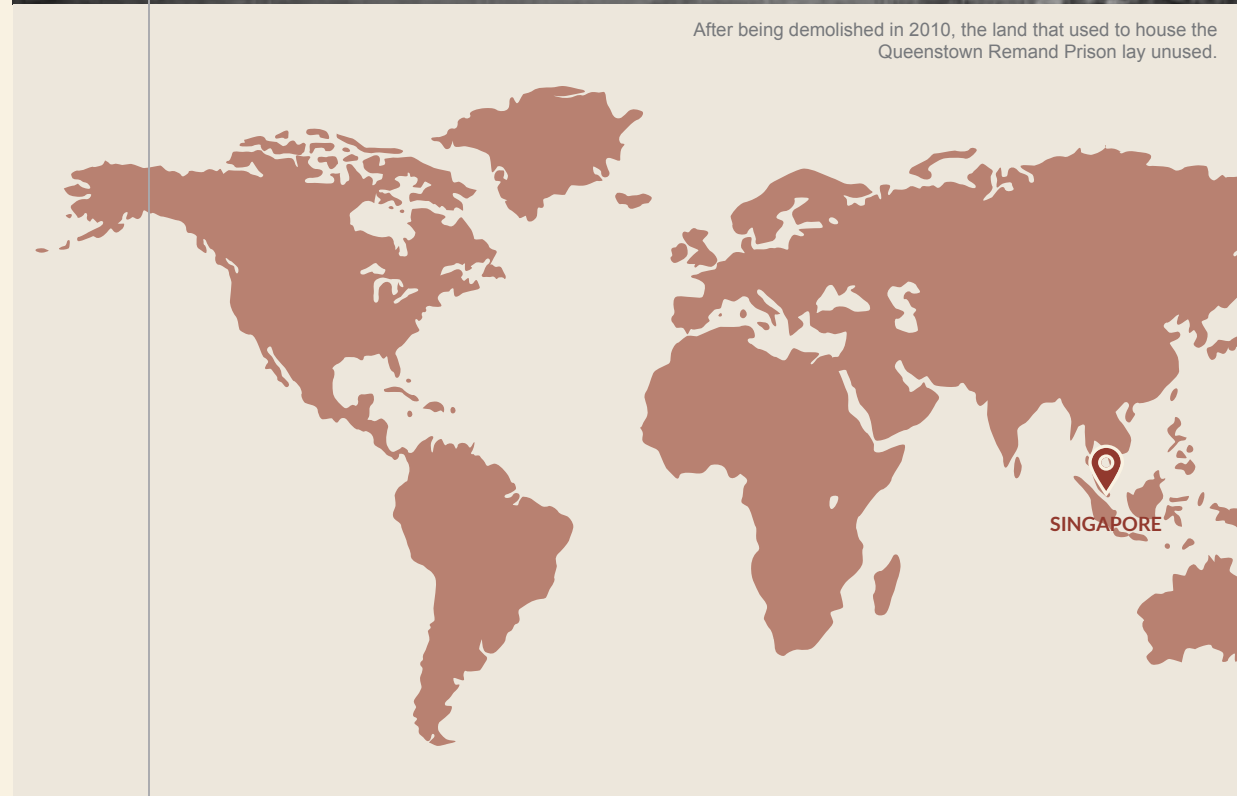 After being demolished in 2010, the land that used to house the
Queenstown Remand Prison lay unused.
SINGAPORE